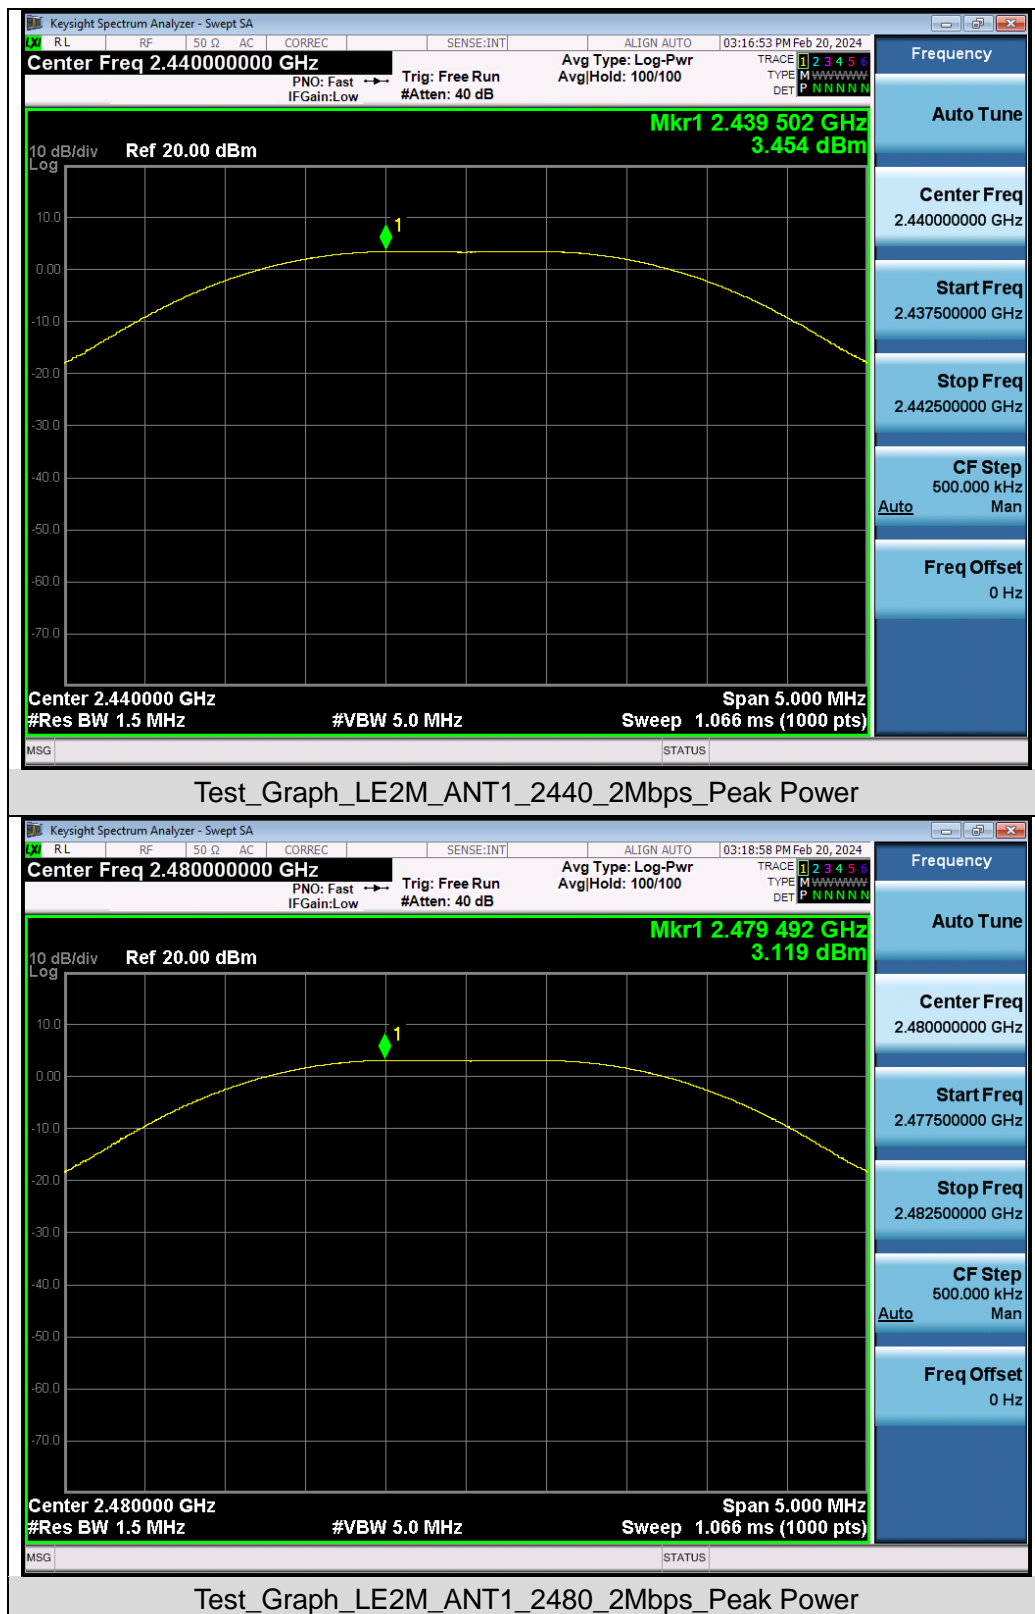 Keysight Spectrum Analyzer - Swept SA
LXI RL RF 50 Ω AC CORREC SENSE:INT ALIGN AUTO 03:16:53 PM Feb 20, 2024
Center Freq 2.440000000 GHz
PNO: Fast
IFGain:Low
Trig: Free Run
#Atten: 40 dB
Avg Type: Log-Pwr
Avg|Hold: 100/100
TRACE 1 2 3 4 5 6
TYPE M W W W W W
DET P N N N N N
Mkr1 2.439 502 GHz
3.454 dBm
10 dB/div
Log
Ref 20.00 dBm
10.0
0.00
-10.0
-20.0
-30.0
-40.0
-50.0
-60.0
-70.0
1
Center 2.440000 GHz
#Res BW 1.5 MHz
#VBW 5.0 MHz
Span 5.000 MHz
Sweep 1.066 ms (1000 pts)
MSG
STATUS
Frequency
Auto Tune
Center Freq
2.440000000 GHz
Start Freq
2.437500000 GHz
Stop Freq
2.442500000 GHz
CF Step
500.000 kHz
Auto Man
Freq Offset
0 Hz
Test_Graph_LE2M_ANT1_2440_2Mbps_Peak Power
Keysight Spectrum Analyzer - Swept SA
LXI RL RF 50 Ω AC CORREC SENSE:INT ALIGN AUTO 03:18:58 PM Feb 20, 2024
Center Freq 2.480000000 GHz
PNO: Fast
IFGain:Low
Trig: Free Run
#Atten: 40 dB
Avg Type: Log-Pwr
Avg|Hold: 100/100
TRACE 1 2 3 4 5 6
TYPE M W W W W W
DET P N N N N N
Mkr1 2.479 492 GHz
3.119 dBm
10 dB/div
Log
Ref 20.00 dBm
10.0
0.00
-10.0
-20.0
-30.0
-40.0
-50.0
-60.0
-70.0
1
Center 2.480000 GHz
#Res BW 1.5 MHz
#VBW 5.0 MHz
Span 5.000 MHz
Sweep 1.066 ms (1000 pts)
MSG
STATUS
Frequency
Auto Tune
Center Freq
2.480000000 GHz
Start Freq
2.477500000 GHz
Stop Freq
2.482500000 GHz
CF Step
500.000 kHz
Auto Man
Freq Offset
0 Hz
Test_Graph_LE2M_ANT1_2480_2Mbps_Peak Power